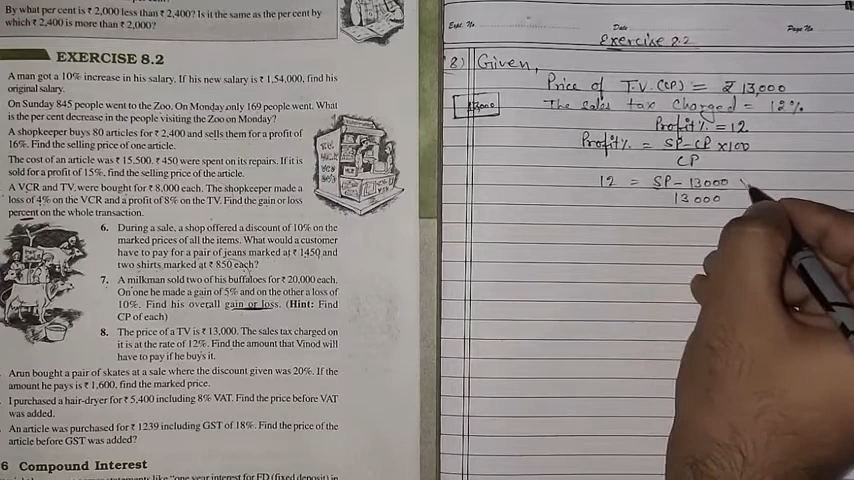 By what per cent is ₹ 2,000 less than ₹ 2,400? Is it the same as the per cent by
which ₹ 2,400 is more than ₹ 2,000?
EXERCISE 8.2
A man got a 10% increase in his salary. If his new salary is ₹ 1,54,000, find his
original salary.
On Sunday 845 people went to the Zoo. On Monday only 169 people went. What
is the per cent decrease in the people visiting the Zoo on Monday?
A shopkeeper buys 80 articles for ₹ 2,400 and sells them for a profit of
16%. Find the selling price of one article.
The cost of an article was ₹ 15,500. ₹ 450 were spent on its repairs. If it is
sold for a profit of 15%, find the selling price of the article.
A VCR and TV were bought for ₹ 8,000 each. The shopkeeper made a
loss of 4% on the VCR and a profit of 8% on the TV. Find the gain or loss
percent on the whole transaction.
6. During a sale, a shop offered a discount of 10% on the
marked prices of all the items. What would a customer
have to pay for a pair of jeans marked at ₹ 1450 and
two shirts marked at ₹ 850 each?
7. A milkman sold two of his buffaloes for ₹ 20,000 each.
On one he made a gain of 5% and on the other a loss of
10%. Find his overall gain or loss. (Hint: Find
CP of each)
8. The price of a TV is ₹ 13,000. The sales tax charged on
it is at the rate of 12%. Find the amount that Vinod will
have to pay if he buys it.
Arun bought a pair of skates at a sale where the discount given was 20%. If the
amount he pays is ₹ 1,600, find the marked price.
I purchased a hair-dryer for ₹ 5,400 including 8% VAT. Find the price before VAT
was added.
An article was purchased for ₹ 1239 including GST of 18%. Find the price of the
article before GST was added?
6 Compound Interest
Expt. No
Date
Page No
Exercise 8.2
8) Given,
Price of T.V. (CP) = ₹ 13,000
13,000
The sales tax charged = 12%
Profit% = 12
Profit% = SP - CP x 100
CP
12 = SP - 13000
13000